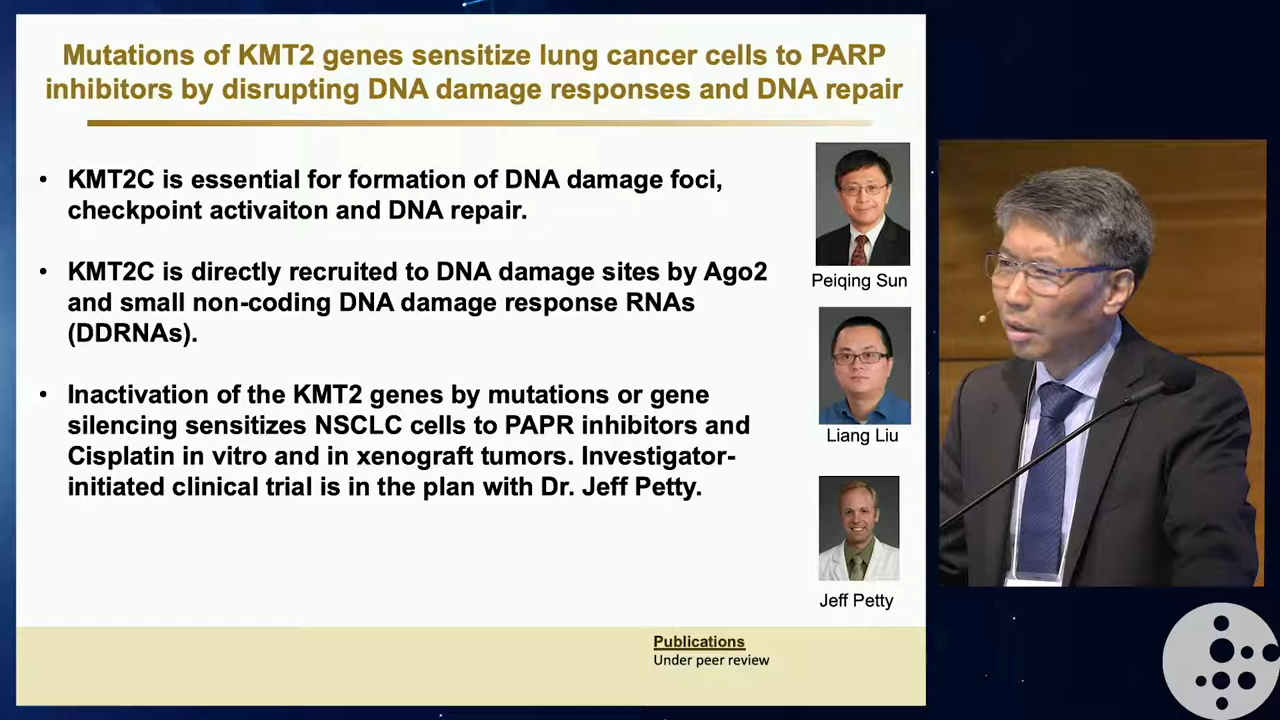 Mutations of KMT2 genes sensitize lung cancer cells to PARP
inhibitors by disrupting DNA damage responses and DNA repair
• KMT2C is essential for formation of DNA damage foci,
checkpoint activaiton and DNA repair.
• KMT2C is directly recruited to DNA damage sites by Ago2
and small non-coding DNA damage response RNAs
(DDRNAs).
• Inactivation of the KMT2 genes by mutations or gene
silencing sensitizes NSCLC cells to PAPR inhibitors and
Cisplatin in vitro and in xenograft tumors. Investigator-
initiated clinical trial is in the plan with Dr. Jeff Petty.
Peiqing Sun
Liang Liu
Jeff Petty
Publications
Under peer review